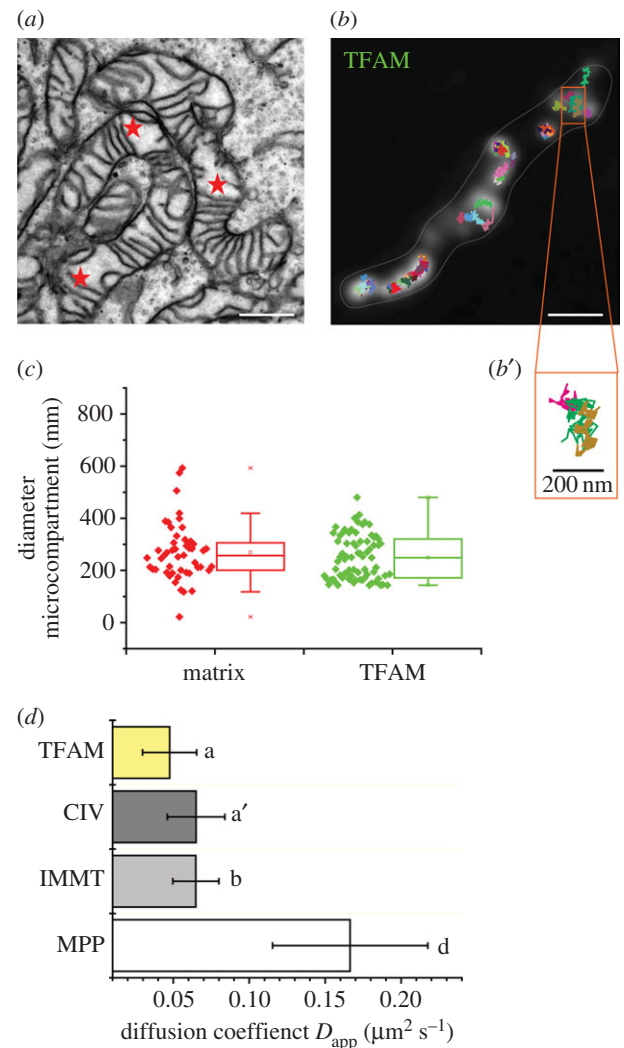 (a)
(b)
TFAM
(c)
(b′)
200 nm
diameter
microcompartment (mm)
800
600
400
200
0
matrix
TFAM
(d)
TFAM
a
CIV
a′
IMMT
b
MPP
d
0.05
0.10
0.15
0.20
diffusion coeffienct Dapp (µm² s⁻¹)